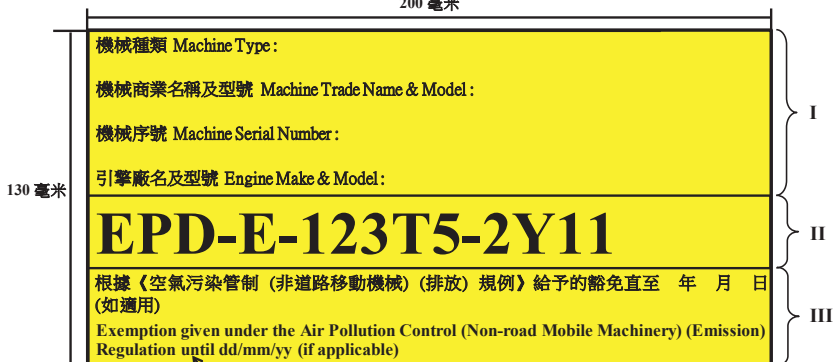 200 毫米
機械種類 Machine Type :
機械商業名稱及型號 Machine Trade Name & Model :
I
機械序號 Machine Serial Number :
引擎廠名及型號 Engine Make & Model :
130 毫米
EPD-E-123T5-2Y11
II
根據《空氣污染管制 (非道路移動機械) (排放) 規例》給予的豁免直至 年 月 日
(如適用)
III
Exemption given under the Air Pollution Control (Non-road Mobile Machinery) (Emission)
Regulation until dd/mm/yy (if applicable)